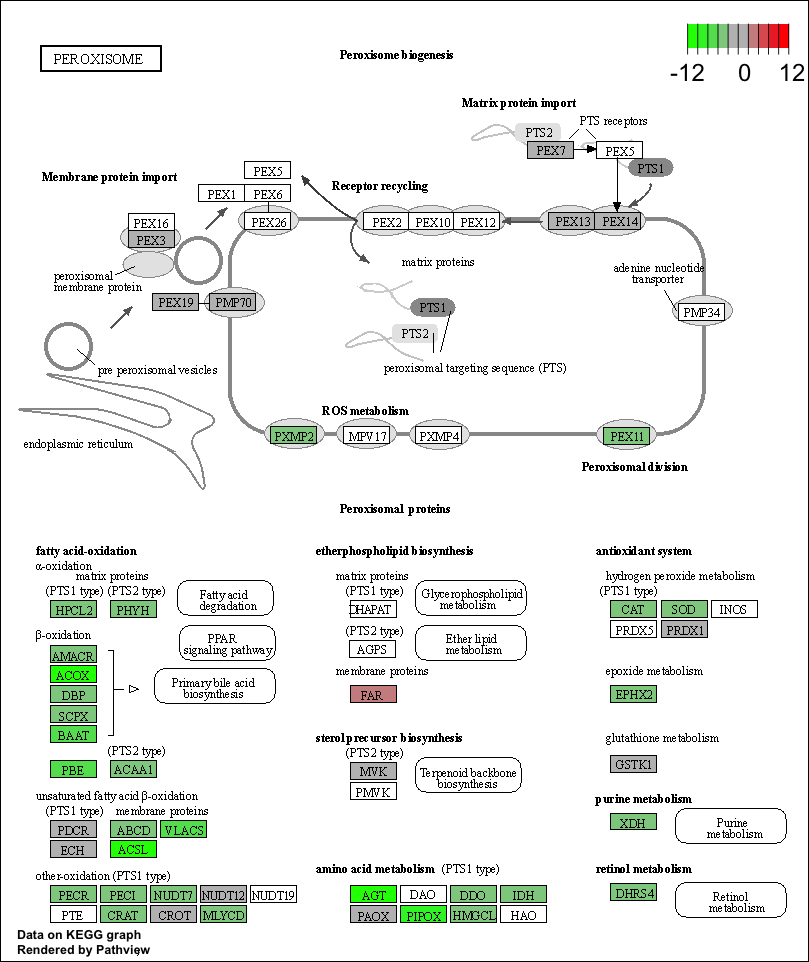 PEROXISOME
Peroxisome biogenesis
-12 0 12
Matrix protein import
PTS2
PTS receptors
PEX7
PEX5
PTS1
Membrane protein import
PEX5
PEX1
PEX6
Receptor recycling
PEX16
PEX3
PEX26
PEX2
PEX10
PEX12
PEX13
PEX14
peroxisomal
membrane protein
matrix proteins
adenine nucleotide
transporter
PEX19
PMP70
PTS1
PMP34
PTS2
pre peroxisomal vesicles
peroxisomal targeting sequence (PTS)
ROS metabolism
endoplasmic reticulum
PXMP2
MPV17
PXMP4
PEX11
Peroxisomal division
Peroxisomal proteins
fatty acid-oxidation
α-oxidation
matrix proteins
(PTS1 type) (PTS2 type)
HPCL2
PHYH
Fatty acid
degradation
β-oxidation
PPAR
signaling pathway
AMACR
ACOX
DBP
SCPX
BAAT
Primary bile acid
biosynthesis
(PTS2 type)
PBE
ACAA1
unsaturated fatty acid β-oxidation
(PTS1 type) membrane proteins
PDCR
ABCD
VLACS
ECH
ACSL
other-oxidation (PTS1 type)
PECR
PECI
NUDT7
NUDT12
NUDT19
PTE
CRAT
CROT
MLYCD
etherphospholipid biosynthesis
matrix proteins
(PTS1 type)
DHAPAT
Glycerophospholipid
metabolism
(PTS2 type)
AGPS
Ether lipid
metabolism
membrane proteins
FAR
sterol precursor biosynthesis
(PTS2 type)
MVK
PMVK
Terpenoid backbone
biosynthesis
amino acid metabolism (PTS1 type)
AGT
DAO
DDO
IDH
PAOX
PIPOX
HMGCL
HAO
antioxidant system
hydrogen peroxide metabolism
(PTS1 type)
CAT
SOD
INOS
PRDX5
PRDX1
epoxide metabolism
EPHX2
glutathione metabolism
GSTK1
purine metabolism
XDH
Purine
metabolism
retinol metabolism
DHRS4
Retinol
metabolism
Data on KEGG graph
Rendered by Pathview